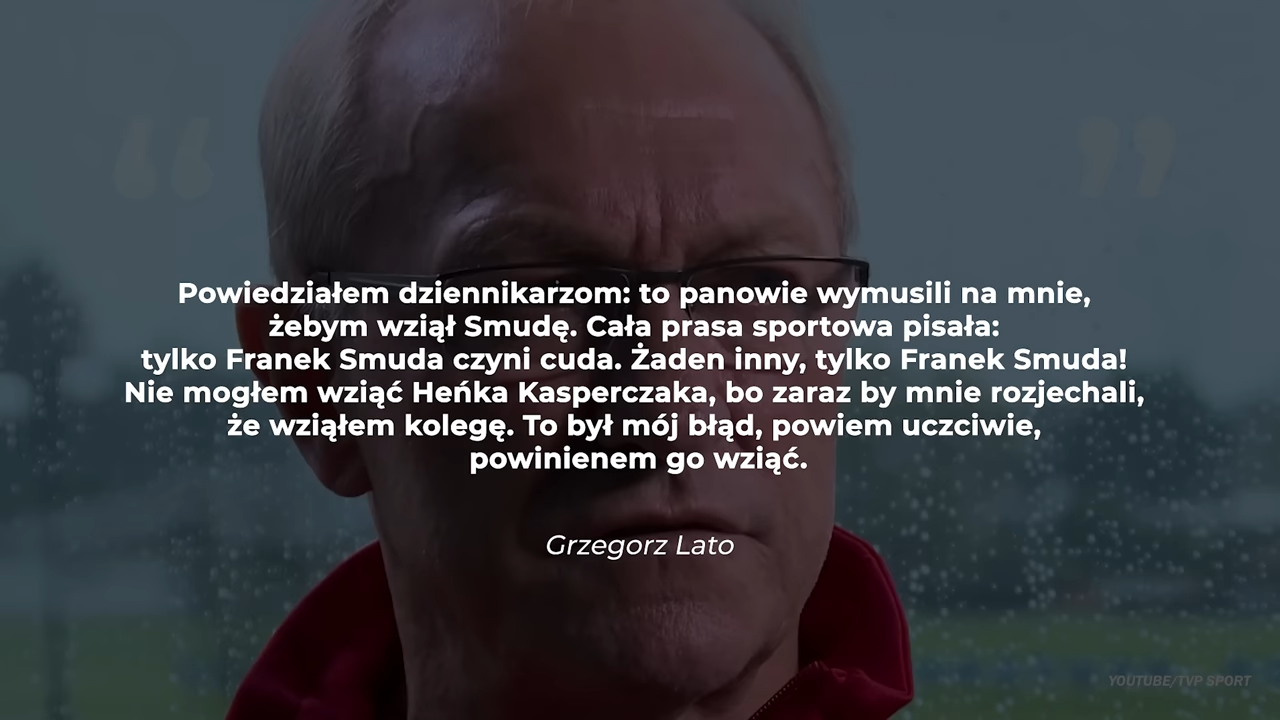 “ ”
Powiedziałem dziennikarzom: to panowie wymusili na mnie,
żebym wziął Smudę. Cała prasa sportowa pisała:
tylko Franek Smuda czyni cuda. Żaden inny, tylko Franek Smuda!
Nie mogłem wziąć Heńka Kasperczaka, bo zaraz by mnie rozjechali,
że wziąłem kolegę. To był mój błąd, powiem uczciwie,
powinienem go wziąć.
Grzegorz Lato
YOUTUBE/TVP SPORT